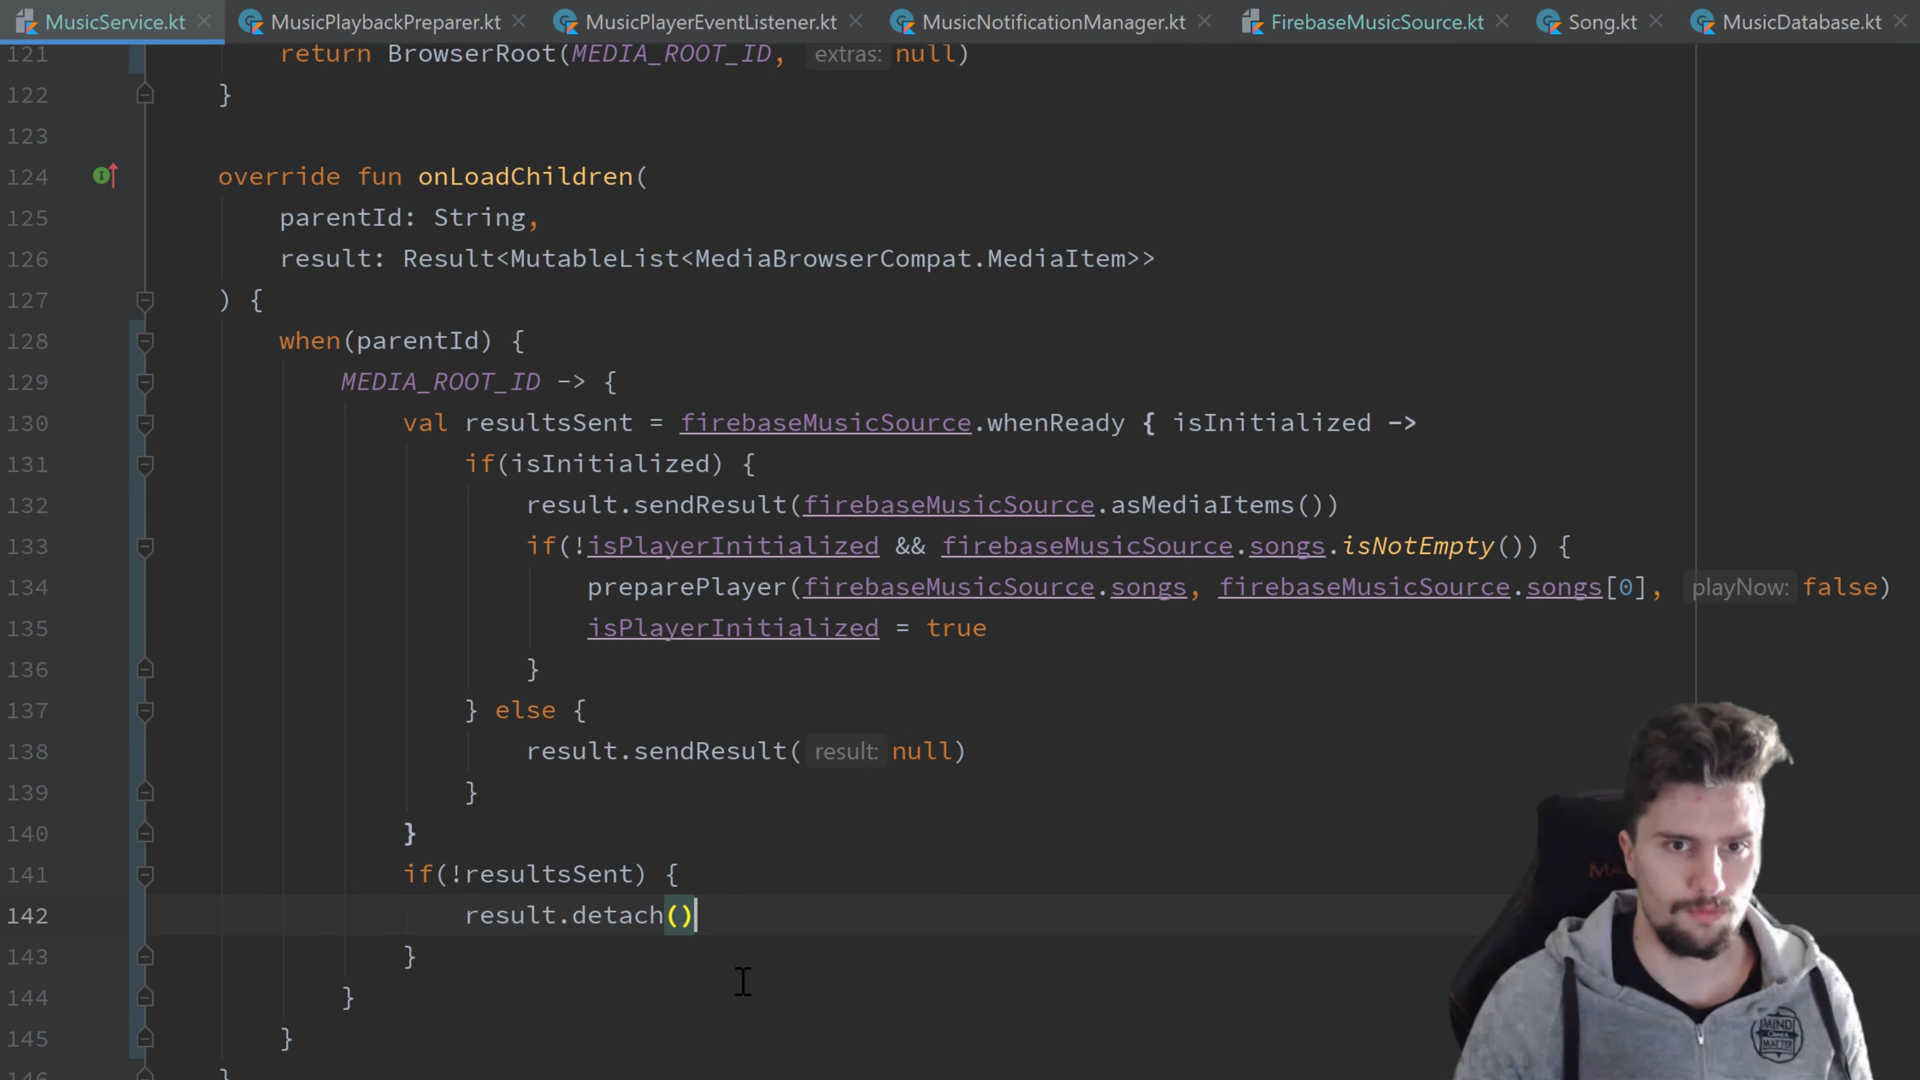 MusicService.kt MusicPlaybackPreparer.kt MusicPlayerEventListener.kt MusicNotificationManager.kt FirebaseMusicSource.kt Song.kt MusicDatabase.kt
121 return BrowserRoot(MEDIA_ROOT_ID, extras: null)
122 }
123
124 override fun onLoadChildren(
125 parentId: String,
126 result: Result<MutableList<MediaBrowserCompat.MediaItem>>
127 ) {
128 when(parentId) {
129 MEDIA_ROOT_ID -> {
130 val resultsSent = firebaseMusicSource.whenReady { isInitialized ->
131 if(isInitialized) {
132 result.sendResult(firebaseMusicSource.asMediaItems())
133 if(!isPlayerInitialized && firebaseMusicSource.songs.isNotEmpty()) {
134 preparePlayer(firebaseMusicSource.songs, firebaseMusicSource.songs[0], playNow: false)
135 isPlayerInitialized = true
136 }
137 } else {
138 result.sendResult( result: null)
139 }
140 }
141 if(!resultsSent) {
142 result.detach()
143 }
144 }
145 }
146 }
MIND
MATTER